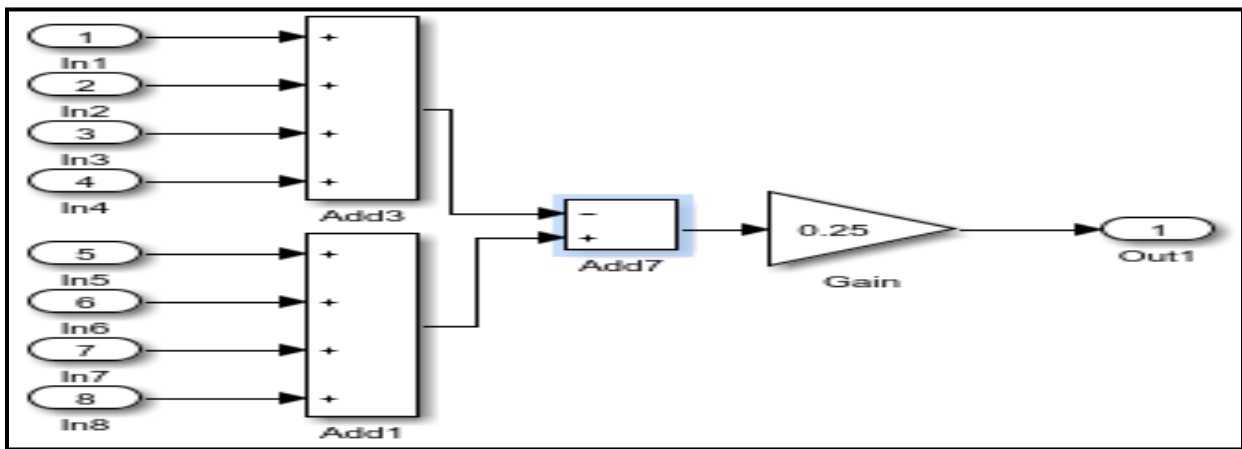 1
+
In1
2
+
In2
3
+
In3
4
+
In4
Add3
5
+
In5
6
+
In6
7
+
In7
8
+
In8
Add1
−
+
Add7
0.25
Gain
1
Out1